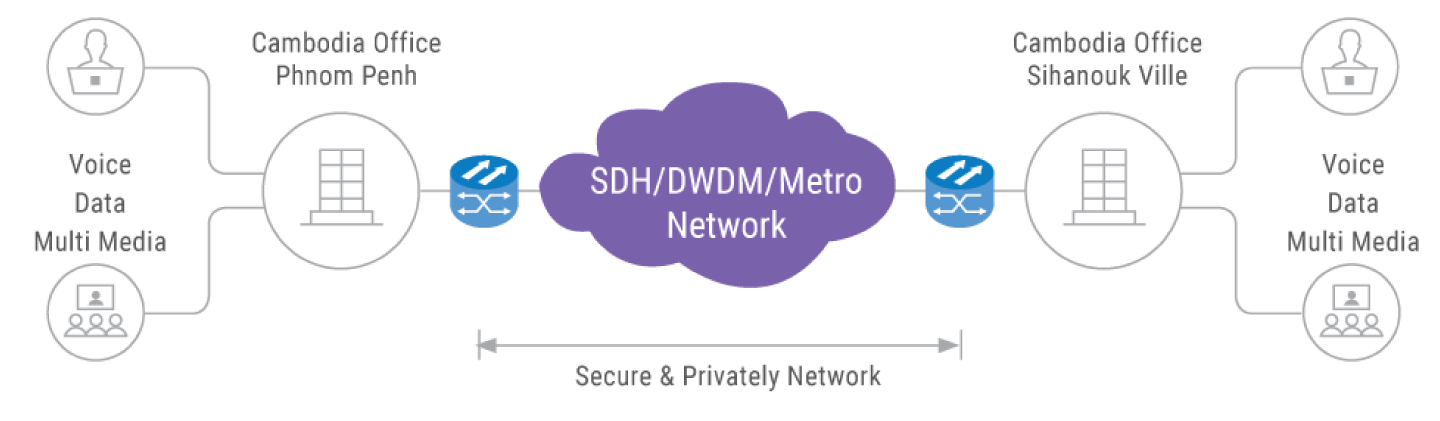 Cambodia Office
Phnom Penh
Voice
Data
Multi Media
SDH/DWDM/Metro
Network
Secure & Privately Network
Cambodia Office
Sihanouk Ville
Voice
Data
Multi Media